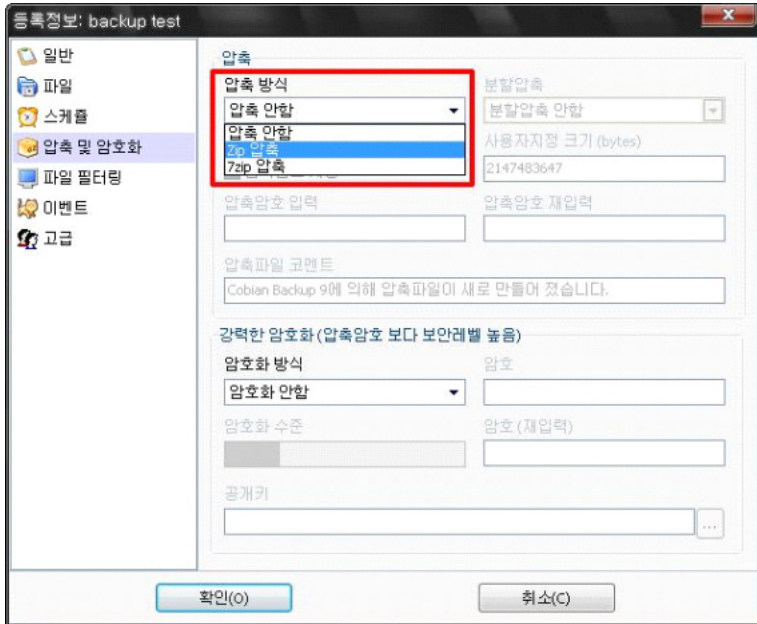 등록정보: backup test
일반
파일
스케쥴
압축 및 암호화
파일 필터링
이벤트
고급
압축
압축 방식
압축 안함
압축 안함
Zip 압축
7zip 압축
분할압축
분할압축 안함
사용자지정 크기 (bytes)
2147483647
압축암호 입력
압축암호 재입력
압축파일 코멘트
Cobian Backup 9에 의해 압축파일이 새로 만들어 졌습니다.
강력한 암호화(압축암호 보다 보안레벨 높음)
암호화 방식
암호
암호화 안함
암호화 수준
암호(재입력)
공개키
...
확인(O)
취소(C)